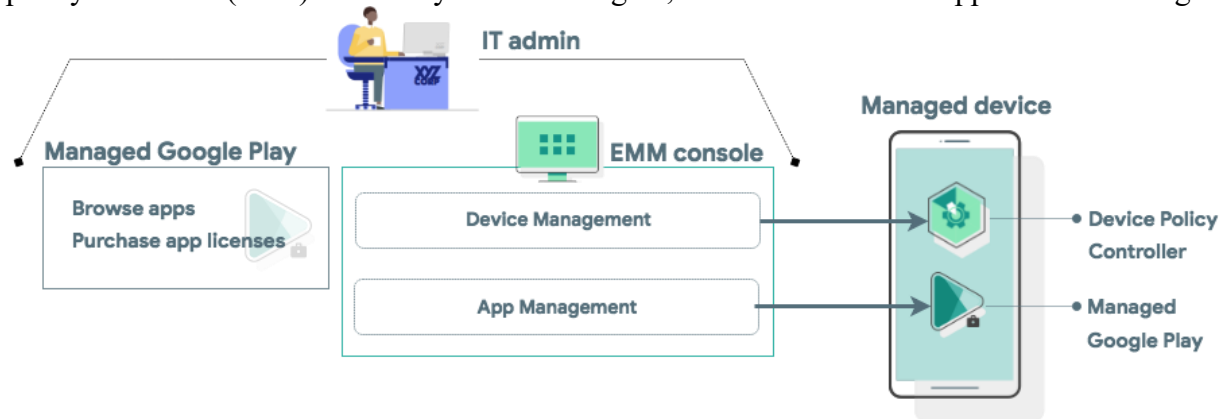 IT admin
XYZ
CORP
Managed device
Managed Google Play
EMM console
Browse apps
Purchase app licenses
Device Management
App Management
Device Policy
Controller
Managed
Google Play